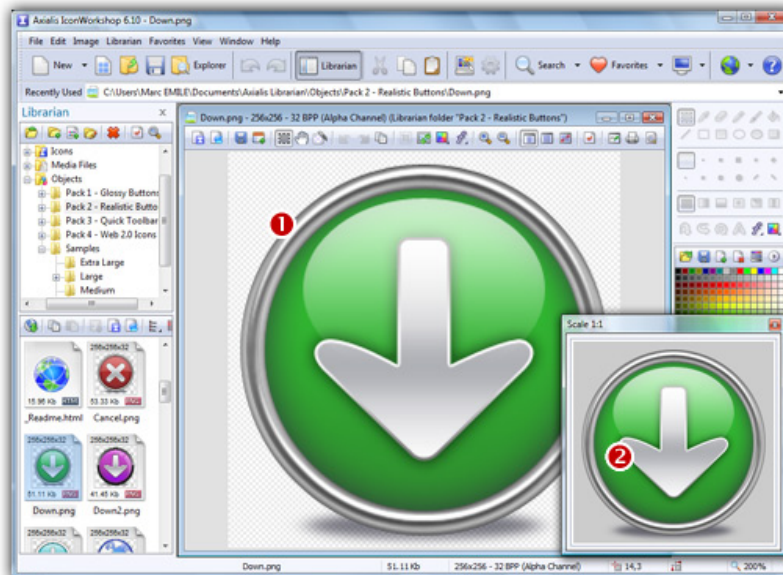 Axialis IconWorkshop 6.10 - Down.png
File Edit Image Librarian Favorites View Window Help
New Explorer Librarian Search Favorites
Recently Used C:\Users\Marc EMILE\Documents\Axialis Librarian\Objects\Pack 2 - Realistic Buttons\Down.png
Librarian
Icons
Media Files
Objects
Pack 1 - Glossy Buttons
Pack 2 - Realistic Butto
Pack 3 - Quick Toolbar
Pack 4 - Web 2.0 Icons
Samples
Extra Large
Large
Medium
Down.png - 256x256 - 32 BPP (Alpha Channel) (Librarian folder "Pack 2 - Realistic Buttons")
1
Scale 1:1
2
256x256x32
15.96 Kb HTML 53.33 Kb PNG
_Readme.html Cancel.png
256x256x32 256x256x32
51.11 Kb PNG 41.45 Kb PNG
Down.png Down2.png
256x256x32 256x256x32
Down.png 51.11 Kb 256x256 - 32 BPP (Alpha Channel) 14,3 200%